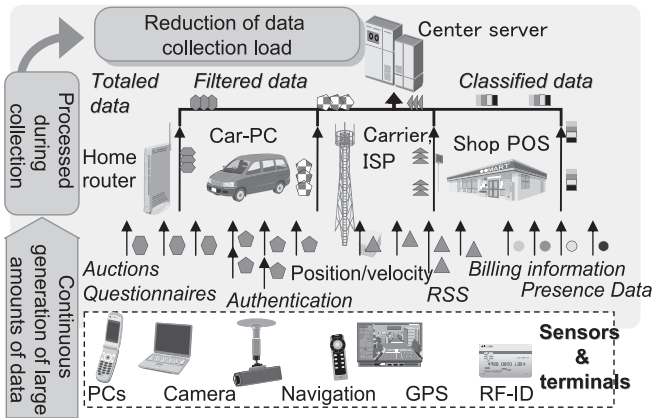 Reduction of data
collection load
Center server
Processed
during
collection
Totaled
data
Filtered data
Classified data
Home
router
Car-PC
Carrier,
ISP
Shop POS
MART
Continuous
generation of large
amounts of data
Auctions
Questionnaires
Authentication
Position/velocity
RSS
Billing information
Presence Data
Sensors
&
terminals
PCs
Camera
Navigation
GPS
RF-ID